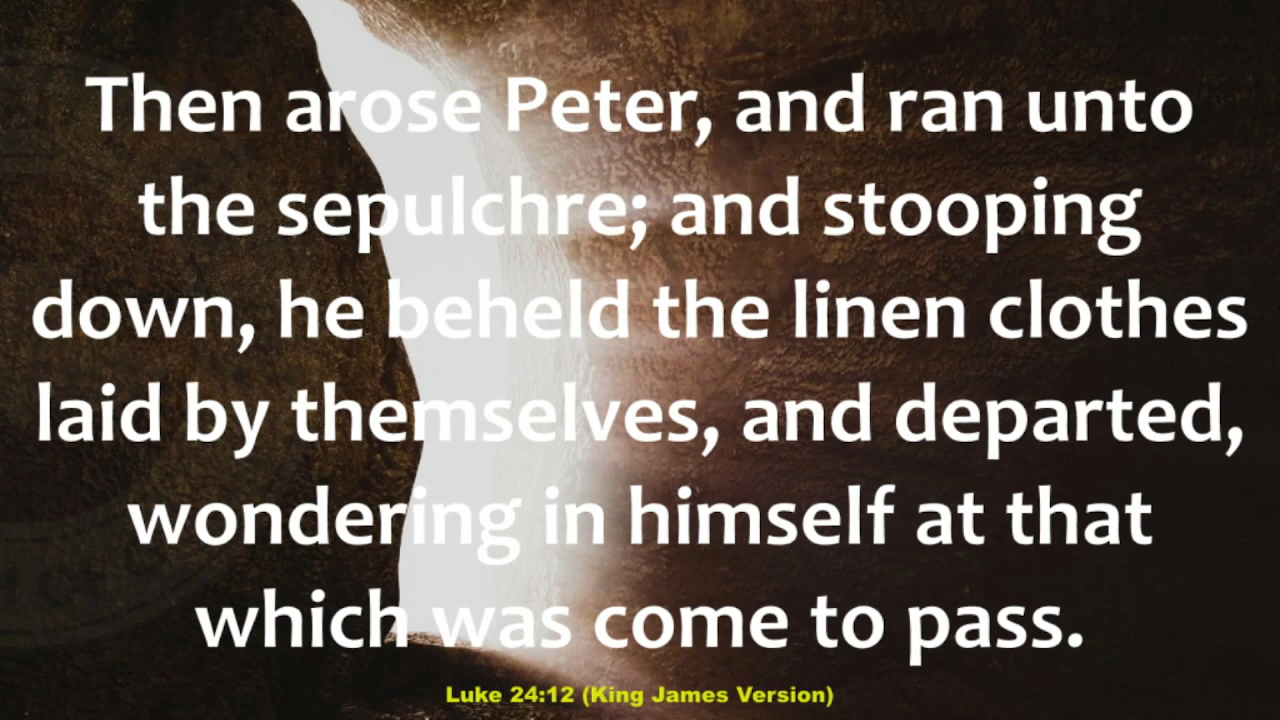 Then arose Peter, and ran unto
the sepulchre; and stooping
down, he beheld the linen clothes
laid by themselves, and departed,
wondering in himself at that
which was come to pass.
Luke 24:12 (King James Version)